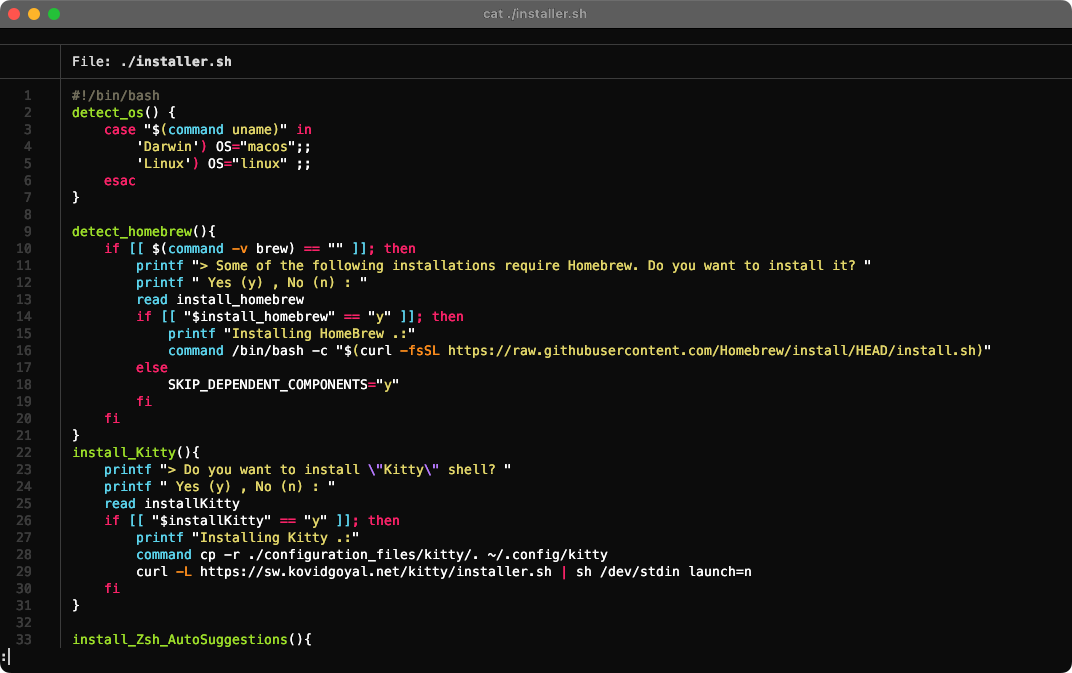 cat ./installer.sh
File: ./installer.sh
1 #!/bin/bash
2 detect_os() {
3     case "$(command uname)" in
4         'Darwin') OS="macos";;
5         'Linux') OS="linux" ;;
6     esac
7 }
8
9 detect_homebrew(){
10     if [[ $(command -v brew) == "" ]]; then
11         printf "> Some of the following installations require Homebrew. Do you want to install it? "
12         printf " Yes (y) , No (n) : "
13         read install_homebrew
14         if [[ "$install_homebrew" == "y" ]]; then
15             printf "Installing HomeBrew .:"
16             command /bin/bash -c "$(curl -fsSL https://raw.githubusercontent.com/Homebrew/install/HEAD/install.sh)"
17         else
18             SKIP_DEPENDENT_COMPONENTS="y"
19         fi
20     fi
21 }
22 install_Kitty(){
23     printf "> Do you want to install \"Kitty\" shell? "
24     printf " Yes (y) , No (n) : "
25     read installKitty
26     if [[ "$installKitty" == "y" ]]; then
27         printf "Installing Kitty .:"
28         command cp -r ./configuration_files/kitty/. ~/.config/kitty
29         curl -L https://sw.kovidgoyal.net/kitty/installer.sh | sh /dev/stdin launch=n
30     fi
31 }
32
33 install_Zsh_AutoSuggestions(){
: